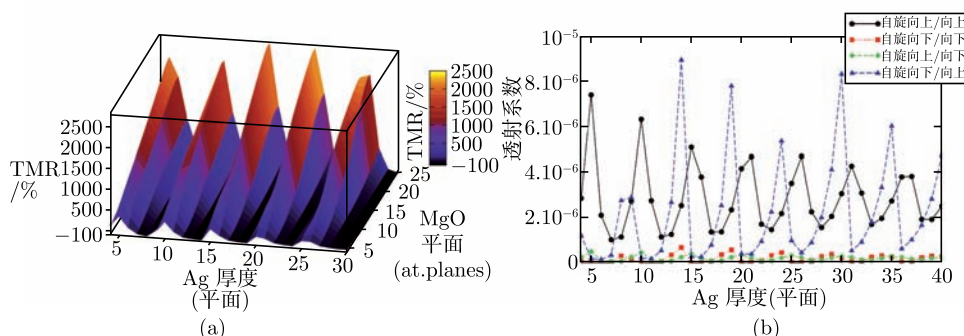 2500
2000
1500
1000
500
−100
TMR
/%
5
10
15
20
25
30
Ag 厚度
(平面)
5
10
15
20
25
MgO
平面
(at.planes)
2500
2000
1500
1000
500
−100
TMR/%
(a)
自旋向上/向上
自旋向下/向下
自旋向上/向下
自旋向下/向上
10⁻⁵
8.10⁻⁶
6.10⁻⁶
4.10⁻⁶
2.10⁻⁶
0
透射系数
5
10
15
20
25
30
35
40
Ag 厚度(平面)
(b)